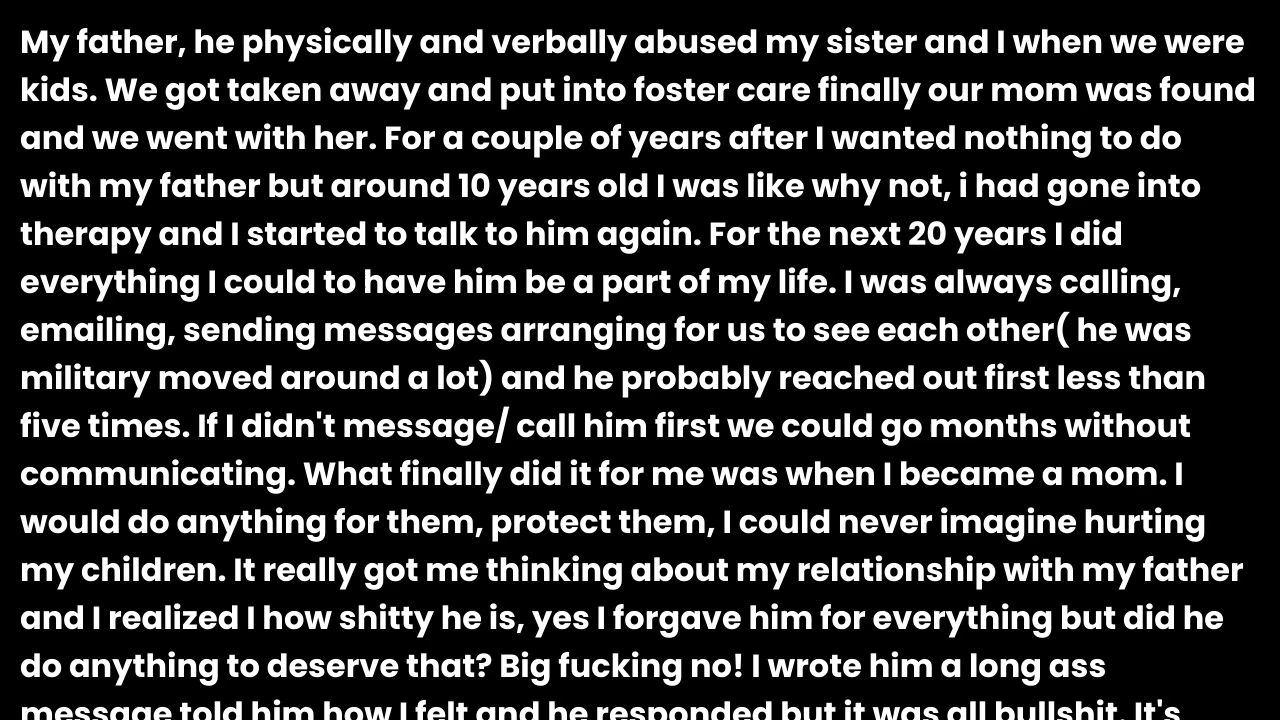 My father, he physically and verbally abused my sister and I when we were
kids. We got taken away and put into foster care finally our mom was found
and we went with her. For a couple of years after I wanted nothing to do
with my father but around 10 years old I was like why not, i had gone into
therapy and I started to talk to him again. For the next 20 years I did
everything I could to have him be a part of my life. I was always calling,
emailing, sending messages arranging for us to see each other( he was
military moved around a lot) and he probably reached out first less than
five times. If I didn't message/ call him first we could go months without
communicating. What finally did it for me was when I became a mom. I
would do anything for them, protect them, I could never imagine hurting
my children. It really got me thinking about my relationship with my father
and I realized I how shitty he is, yes I forgave him for everything but did he
do anything to deserve that? Big fucking no! I wrote him a long ass
message told him how I felt and he responded but it was all bullshit. It's